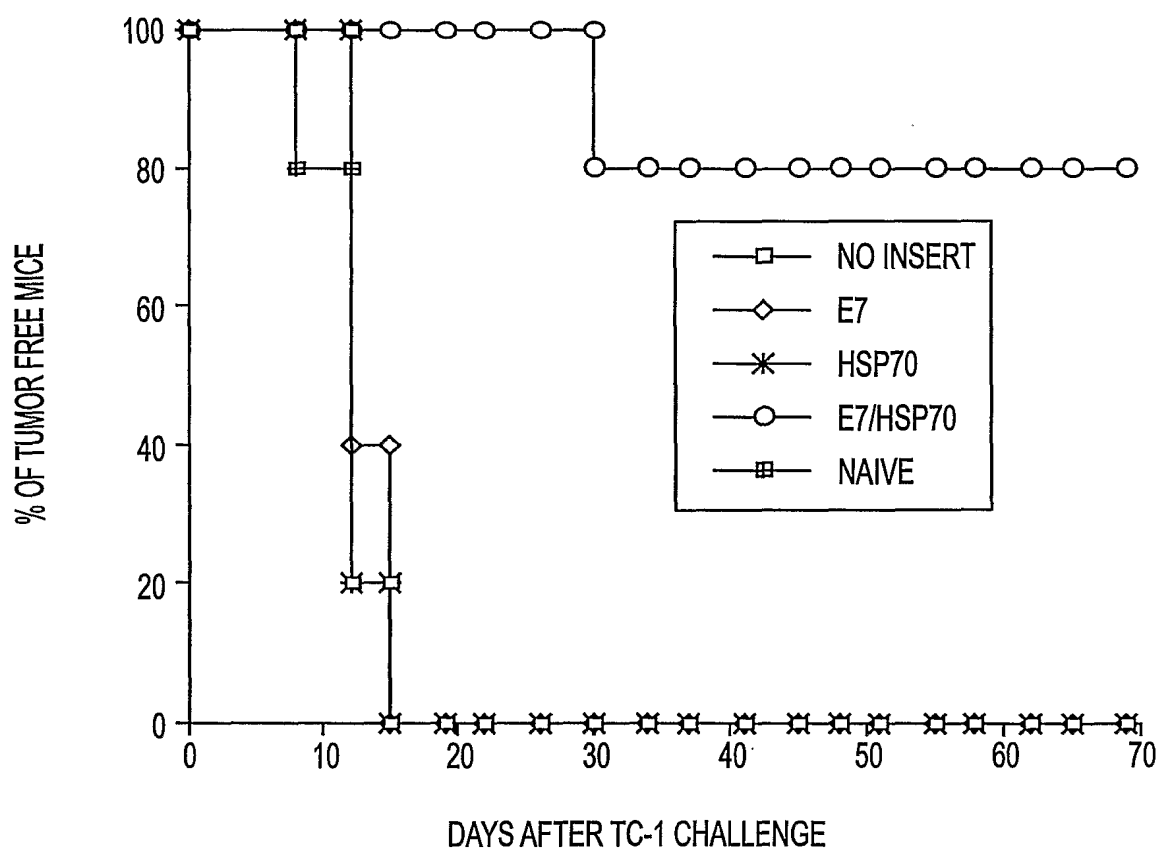 % OF TUMOR FREE MICE
100
80
60
40
20
0
0 10 20 30 40 50 60 70
DAYS AFTER TC-1 CHALLENGE
NO INSERT
E7
HSP70
E7/HSP70
NAIVE